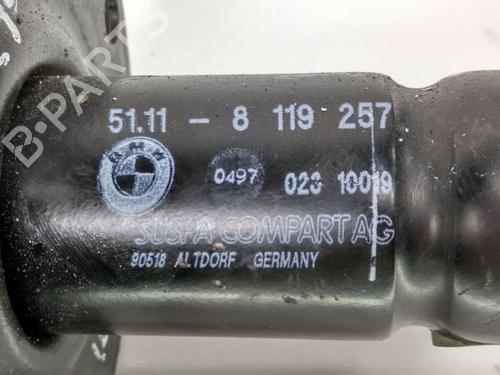 51.11 - 8 119 257
BMW
0497
023 10019
SUSPA COMPART AG
90518 ALTDORF GERMANY
B-PARTS